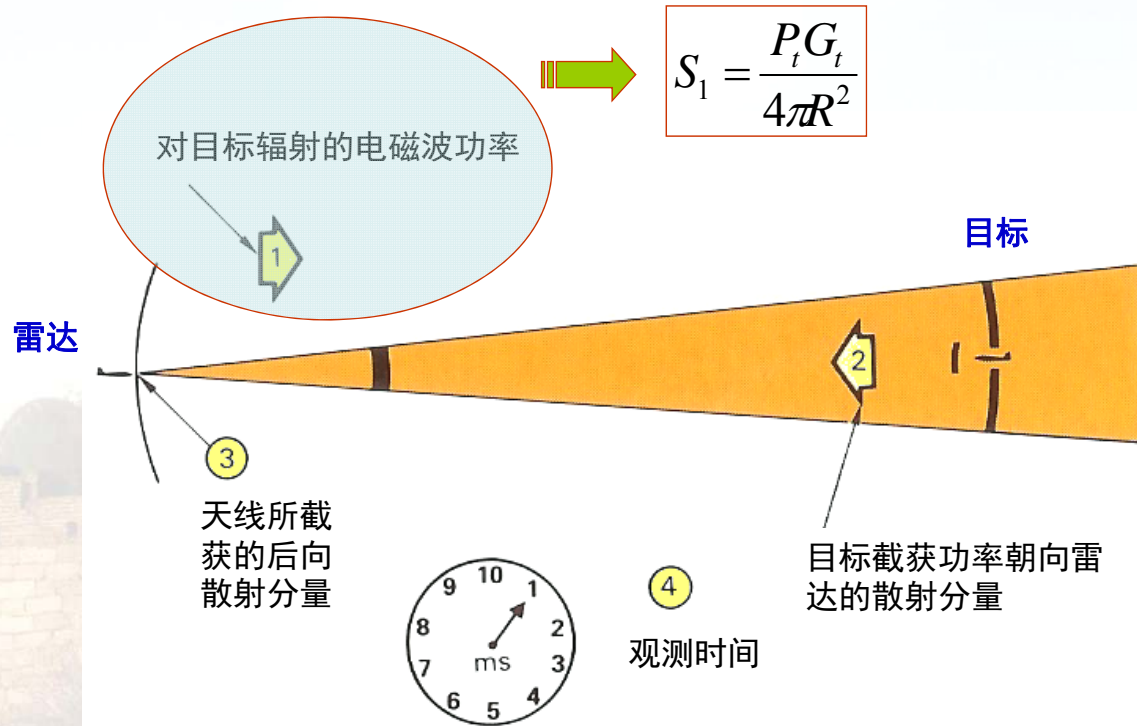 S₁ = PₜGₜ / 4πR²
对目标辐射的电磁波功率
1
目标
雷达
2
3
天线所截
获的后向
散射分量
目标截获功率朝向雷
达的散射分量
10
1
2
3
4
5
6
7
8
9
ms
4
观测时间